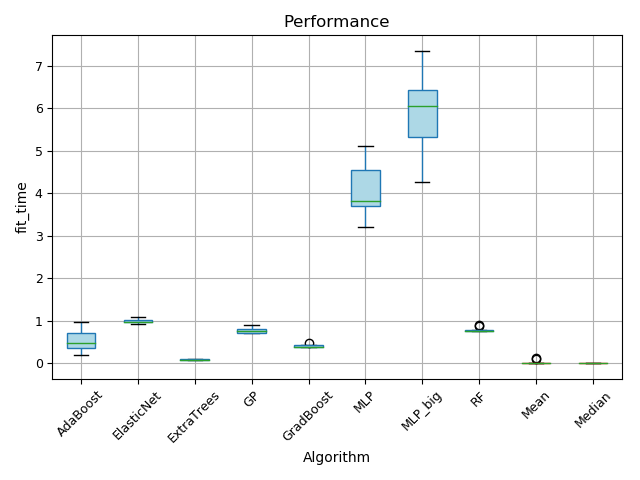 Performance
7
6
5
4
3
2
1
0
fit_time
AdaBoost
ElasticNet
ExtraTrees
GP
GradBoost
MLP
MLP_big
RF
Mean
Median
Algorithm